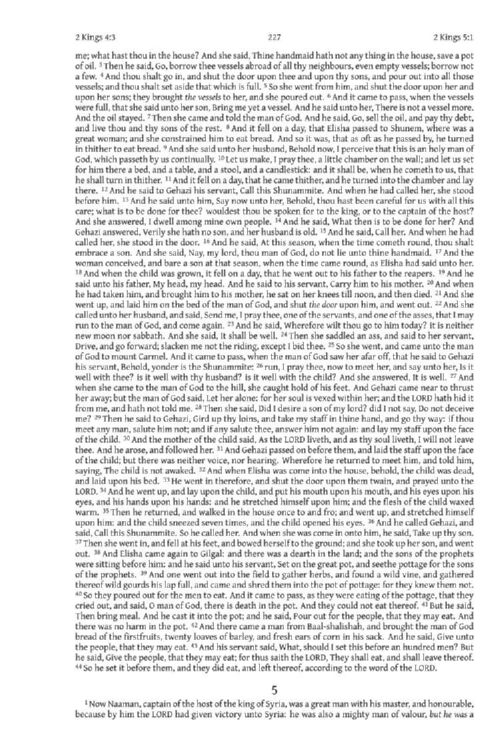 2 Kings 4:3 227 2 Kings 5:1
me; what hast thou in the house? And she said, Thine handmaid hath not any thing in the house, save a pot
of oil. 3 Then he said, Go, borrow thee vessels abroad of all thy neighbours, even empty vessels; borrow not
a few. 4 And thou shalt go in, and shut the door upon thee and upon thy sons, and pour out into all those
vessels; and thou shalt set aside that which is full. 5 So she went from him, and shut the door upon her and
upon her sons; they brought the vessels to her, and she poured out. 6 And it came to pass, when the vessels
were full, that she said unto her son, Bring me yet a vessel. And he said unto her, There is not a vessel more.
And the oil stayed. 7 Then she came and told the man of God. And he said, Go, sell the oil, and pay thy debt,
and live thou and thy sons of the rest. 8 And it fell on a day, that Elisha passed to Shunem, where was a
great woman; and she constrained him to eat bread. And so it was, that as oft as he passed by, he turned
in thither to eat bread. 9 And she said unto her husband, Behold now, I perceive that this is an holy man of
God, which passeth by us continually. 10 Let us make, I pray thee, a little chamber on the wall; and let us set
for him there a bed, and a table, and a stool, and a candlestick: and it shall be, when he cometh to us, that
he shall turn in thither. 11 And it fell on a day, that he came thither, and he turned into the chamber and lay
there. 12 And he said to Gehazi his servant, Call this Shunammite. And when he had called her, she stood
before him. 13 And he said unto him, Say now unto her, Behold, thou hast been careful for us with all this
care; what is to be done for thee? wouldest thou be spoken for to the king, or to the captain of the host?
And she answered, I dwell among mine own people. 14 And he said, What then is to be done for her? And
Gehazi answered, Verily she hath no son, and her husband is old. 15 And he said, Call her. And when he had
called her, she stood in the door. 16 And he said, At this season, when the time cometh round, thou shalt
embrace a son. And she said, Nay, my lord, thou man of God, do not lie unto thine handmaid. 17 And the
woman conceived, and bare a son at that season, when the time came round, as Elisha had said unto her.
18 And when the child was grown, it fell on a day, that he went out to his father to the reapers. 19 And he
said unto his father, My head, my head. And he said to his servant, Carry him to his mother. 20 And when
he had taken him, and brought him to his mother, he sat on her knees till noon, and then died. 21 And she
went up, and laid him on the bed of the man of God, and shut the door upon him, and went out. 22 And she
called unto her husband, and said, Send me, I pray thee, one of the servants, and one of the asses, that I may
run to the man of God, and come again. 23 And he said, Wherefore wilt thou go to him today? it is neither
new moon nor sabbath. And she said, It shall be well. 24 Then she saddled an ass, and said to her servant,
Drive, and go forward; slacken me not the riding, except I bid thee. 25 So she went, and came unto the man
of God to mount Carmel. And it came to pass, when the man of God saw her afar off, that he said to Gehazi
his servant, Behold, yonder is the Shunammite: 26 run, I pray thee, now to meet her, and say unto her, Is it
well with thee? is it well with thy husband? is it well with the child? And she answered, It is well. 27 And
when she came to the man of God to the hill, she caught hold of his feet. And Gehazi came near to thrust
her away; but the man of God said, Let her alone: for her soul is vexed within her; and the LORD hath hid it
from me, and hath not told me. 28 Then she said, Did I desire a son of my lord? did I not say, Do not deceive
me? 29 Then he said to Gehazi, Gird up thy loins, and take my staff in thine hand, and go thy way: if thou
meet any man, salute him not; and if any salute thee, answer him not again: and lay my staff upon the face
of the child. 30 And the mother of the child said, As the LORD liveth, and as thy soul liveth, I will not leave
thee. And he arose, and followed her. 31 And Gehazi passed on before them, and laid the staff upon the face
of the child; but there was neither voice, nor hearing. Wherefore he returned to meet him, and told him,
saying, The child is not awaked. 32 And when Elisha was come into the house, behold, the child was dead,
and laid upon his bed. 33 He went in therefore, and shut the door upon them twain, and prayed unto the
LORD. 34 And he went up, and lay upon the child, and put his mouth upon his mouth, and his eyes upon his
eyes, and his hands upon his hands: and he stretched himself upon him; and the flesh of the child waxed
warm. 35 Then he returned, and walked in the house once to and fro; and went up, and stretched himself
upon him: and the child sneezed seven times, and the child opened his eyes. 36 And he called Gehazi, and
said, Call this Shunammite. So he called her. And when she was come in unto him, he said, Take up thy son.
37 Then she went in, and fell at his feet, and bowed herself to the ground; and she took up her son, and went
out. 38 And Elisha came again to Gilgal: and there was a dearth in the land; and the sons of the prophets
were sitting before him: and he said unto his servant, Set on the great pot, and seethe pottage for the sons
of the prophets. 39 And one went out into the field to gather herbs, and found a wild vine, and gathered
thereof wild gourds his lap full, and came and shred them into the pot of pottage: for they knew them not.
40 So they poured out for the men to eat. And it came to pass, as they were eating of the pottage, that they
cried out, and said, O man of God, there is death in the pot. And they could not eat thereof. 41 But he said,
Then bring meal. And he cast it into the pot; and he said, Pour out for the people, that they may eat. And
there was no harm in the pot. 42 And there came a man from Baal-shalishah, and brought the man of God
bread of the firstfruits, twenty loaves of barley, and fresh ears of corn in his sack. And he said, Give unto
the people, that they may eat. 43 And his servant said, What, should I set this before an hundred men? But
he said, Give the people, that they may eat; for thus saith the LORD, They shall eat, and shall leave thereof.
44 So he set it before them, and they did eat, and left thereof, according to the word of the LORD.
5
1 Now Naaman, captain of the host of the king of Syria, was a great man with his master, and honourable,
because by him the LORD had given victory unto Syria: he was also a mighty man of valour, but he was a